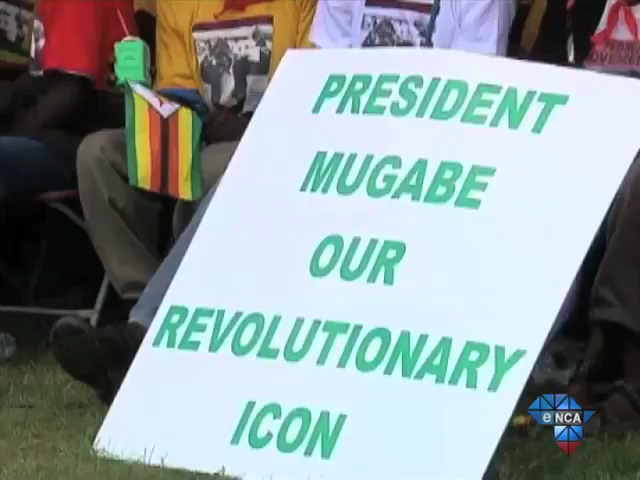 PRESIDENT
MUGABE
OUR
REVOLUTIONARY
ICON
eNCA